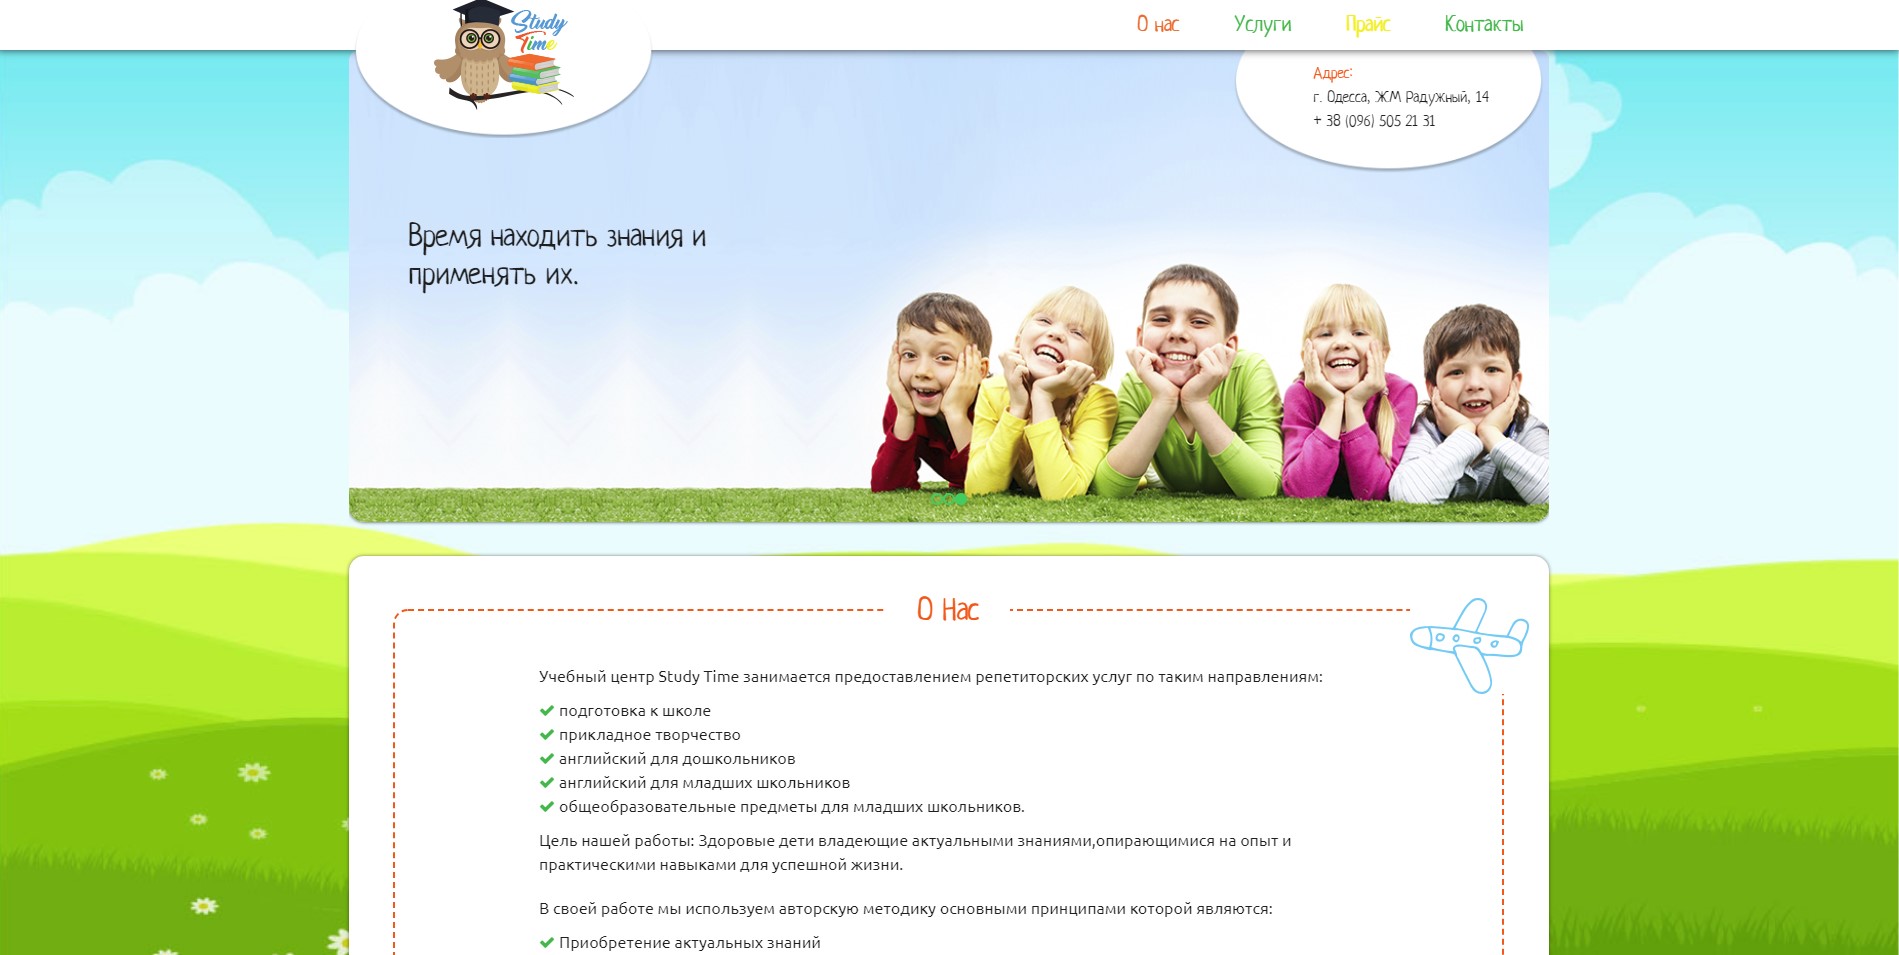 Study
Time
О нас
Услуги
Прайс
Контакты
Адрес:
г. Одесса, ЖМ Радужный, 14
+ 38 (096) 505 21 31
Время находить знания и
применять их.
О Нас
Учебный центр Study Time занимается предоставлением репетиторских услуг по таким направлениям:
подготовка к школе
прикладное творчество
английский для дошкольников
английский для младших школьников
общеобразовательные предметы для младших школьников.
Цель нашей работы: Здоровые дети владеющие актуальными знаниями,опирающимися на опыт и
практическими навыками для успешной жизни.
В своей работе мы используем авторскую методику основными принципами которой являются:
Приобретение актуальных знаний